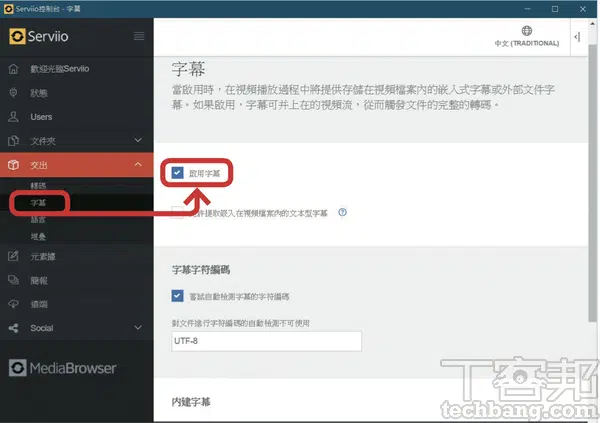 Serviio控制台 - 字幕
Serviio
中文 (TRADITIONAL)
歡迎光臨Serviio
狀態
Users
文件夾
交出
轉碼
字幕
語言
堆疊
元素據
簡報
遠端
Social
MediaBrowser
字幕
當啟用時，在視頻播放過程中將提供存儲在視頻檔案內的嵌入式字幕或外部文件字
幕。如果啟用，字幕可并上在的視頻流，從而觸發文件的完整的轉碼。
啟用字幕
許提取嵌入在視頻檔案內的文本型字幕
字幕字符編碼
嘗試自動檢測字幕的字符編碼
對文件進行字符編碼的自動檢測不可使用
UTF-8
內建字幕
T客邦
techbang.com